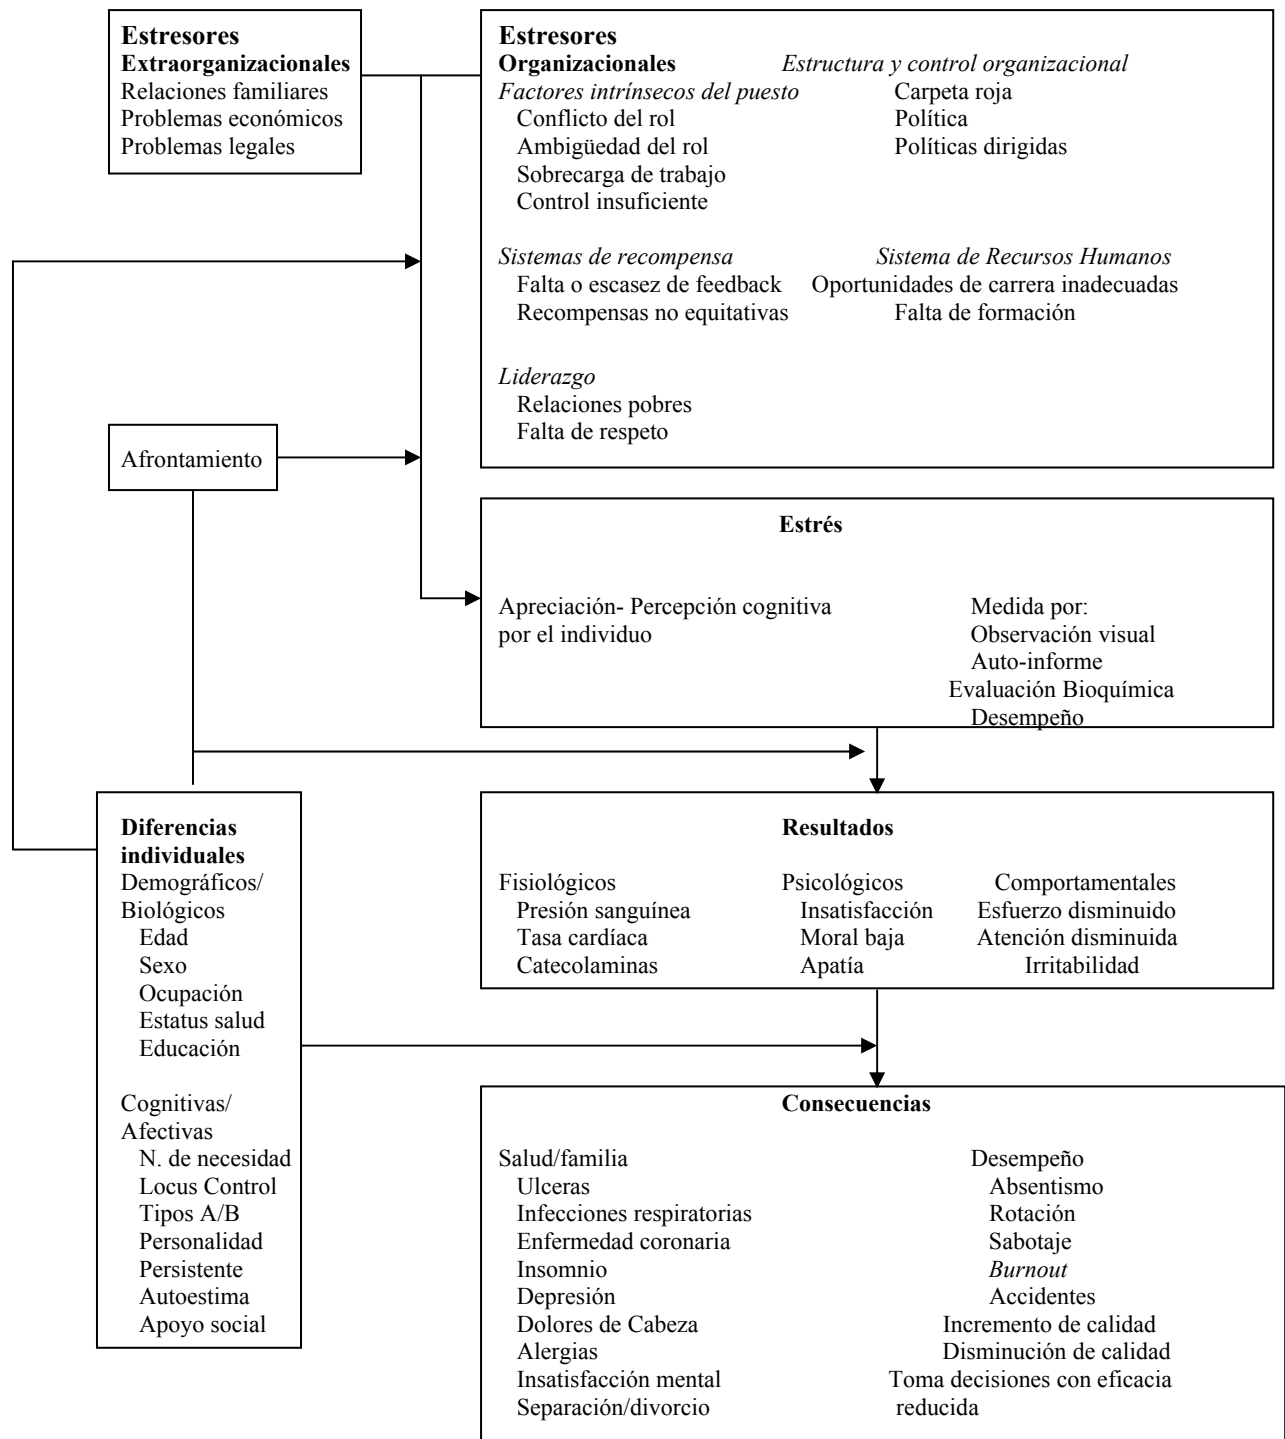 Estresores
Extraorganizacionales
Relaciones familiares
Problemas económicos
Problemas legales
Estresores
Organizacionales
Factores intrínsecos del puesto
Conflicto del rol
Ambigüedad del rol
Sobrecarga de trabajo
Control insuficiente
Estructura y control organizacional
Carpeta roja
Política
Políticas dirigidas
Sistemas de recompensa
Falta o escasez de feedback
Recompensas no equitativas
Sistema de Recursos Humanos
Oportunidades de carrera inadecuadas
Falta de formación
Liderazgo
Relaciones pobres
Falta de respeto
Afrontamiento
Estrés
Apreciación- Percepción cognitiva
por el individuo
Medida por:
Observación visual
Auto-informe
Evaluación Bioquímica
Desempeño
Diferencias
individuales
Demográficos/
Biológicos
Edad
Sexo
Ocupación
Estatus salud
Educación
Cognitivas/
Afectivas
N. de necesidad
Locus Control
Tipos A/B
Personalidad
Persistente
Autoestima
Apoyo social
Resultados
Fisiológicos
Presión sanguínea
Tasa cardíaca
Catecolaminas
Psicológicos
Insatisfacción
Moral baja
Apatía
Comportamentales
Esfuerzo disminuido
Atención disminuida
Irritabilidad
Consecuencias
Salud/familia
Ulceras
Infecciones respiratorias
Enfermedad coronaria
Insomnio
Depresión
Dolores de Cabeza
Alergias
Insatisfacción mental
Separación/divorcio
Desempeño
Absentismo
Rotación
Sabotaje
Burnout
Accidentes
Incremento de calidad
Disminución de calidad
Toma decisiones con eficacia
reducida